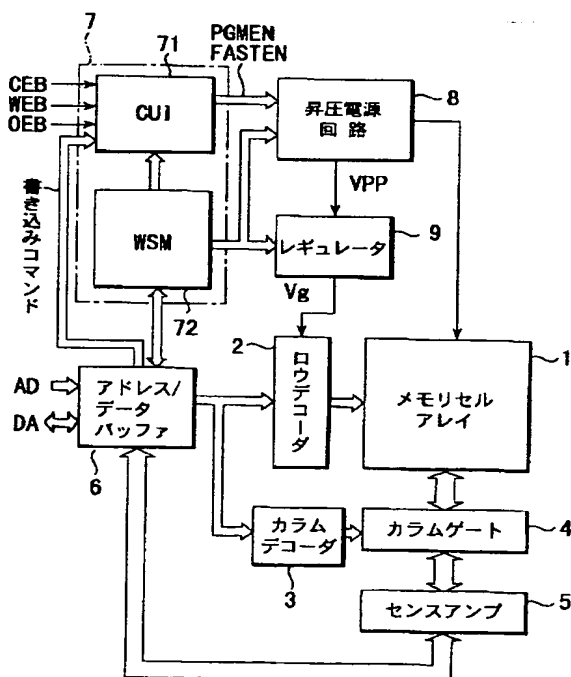 7
71
PGMEN
FASTEN
CEB
WEB
OEB
CUI
昇圧電源
回路
8
VPP
書き込みコマンド
WSM
72
レギュレータ
9
Vg
2
ロウデコーダ
1
メモリセル
アレイ
AD
DA
アドレス/
データ
バッファ
6
カラム
デコーダ
3
カラムゲート
4
センスアンプ
5